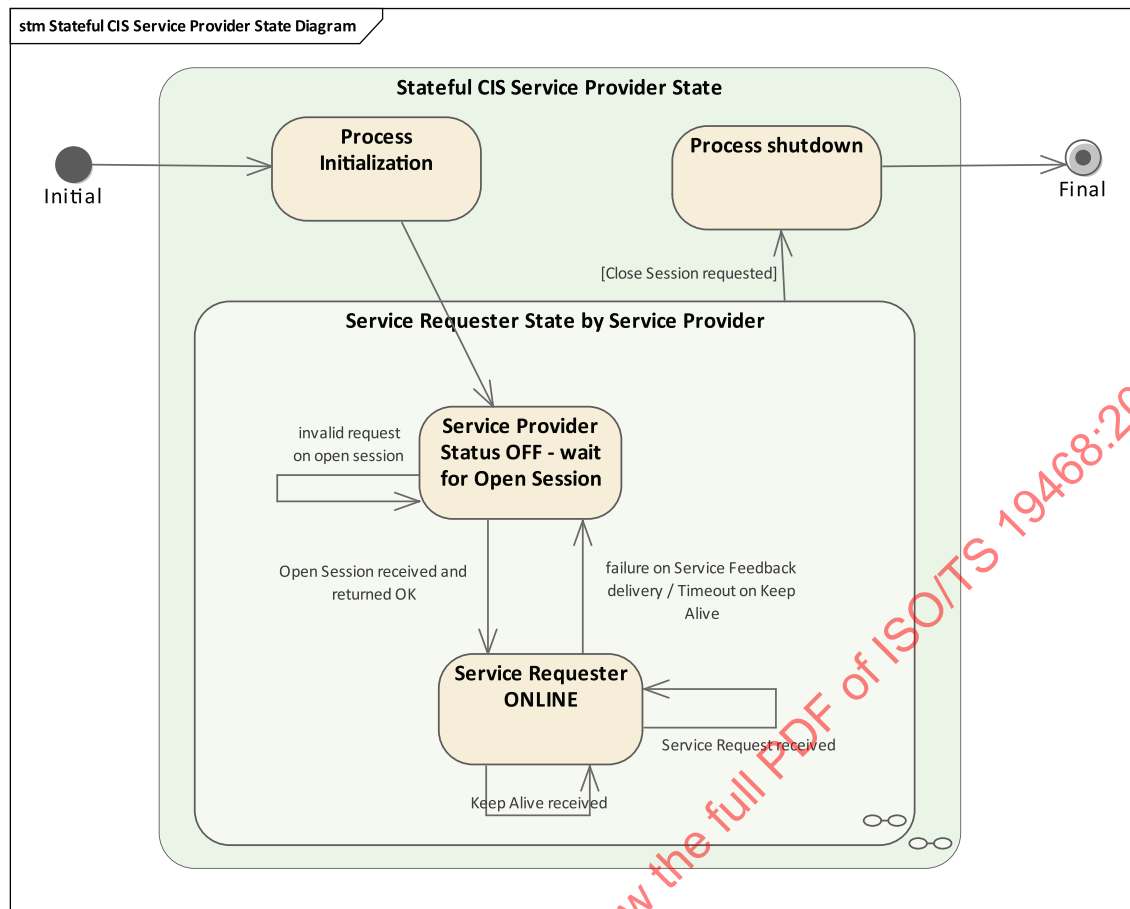 stm Stateful CIS Service Provider State Diagram
Stateful CIS Service Provider State
Process
Initialization
Process shutdown
Initial
Final
[Close Session requested]
Service Requester State by Service Provider
Service Provider
Status OFF - wait
for Open Session
invalid request
on open session
Open Session received and
returned OK
failure on Service Feedback
delivery / Timeout on Keep
Alive
Service Requester
ONLINE
Service Request received
Keep Alive received
the full PDF of ISO/TS 19468:20